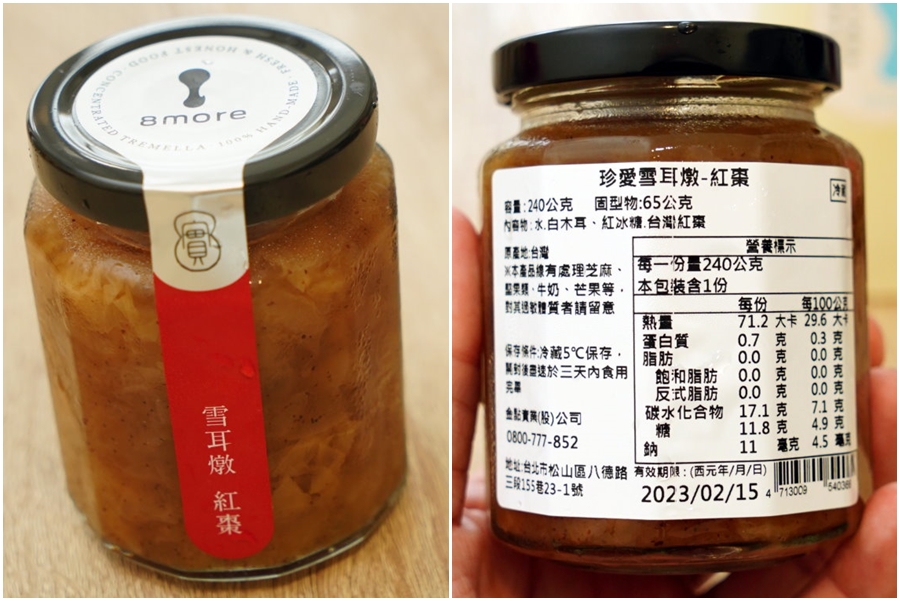 FRESH & HONEST FOOD · CONCENTRATED TREMELLA · 100% HAND-MADE ·
8more
寶
雪耳燉 紅棗
珍愛雪耳燉-紅棗
冷藏
容量:240公克 固型物:65公克
內容物:水.白木耳、紅冰糖.台灣紅棗
原產地:台灣
※本產品線有處理芝麻、
堅果類、牛奶、芒果等,
對其過敏體質者請留意
保存條件:冷藏5℃保存,
開封後盡速於三天內食用
完畢
金點實業(股)公司
0800-777-852
地址:台北市松山區八德路
三段155巷23-1號
營養標示
每一份量240公克
本包裝含1份
每份 每100公克
熱量 71.2 大卡 29.6 大卡
蛋白質 0.7 克 0.3 克
脂肪 0.0 克 0.0 克
飽和脂肪 0.0 克 0.0 克
反式脂肪 0.0 克 0.0 克
碳水化合物 17.1 克 7.1 克
糖 11.8 克 4.9 克
鈉 11 毫克 4.5 毫克
有效期限:(西元年/月/日)
2023/02/15
4 713009 540366